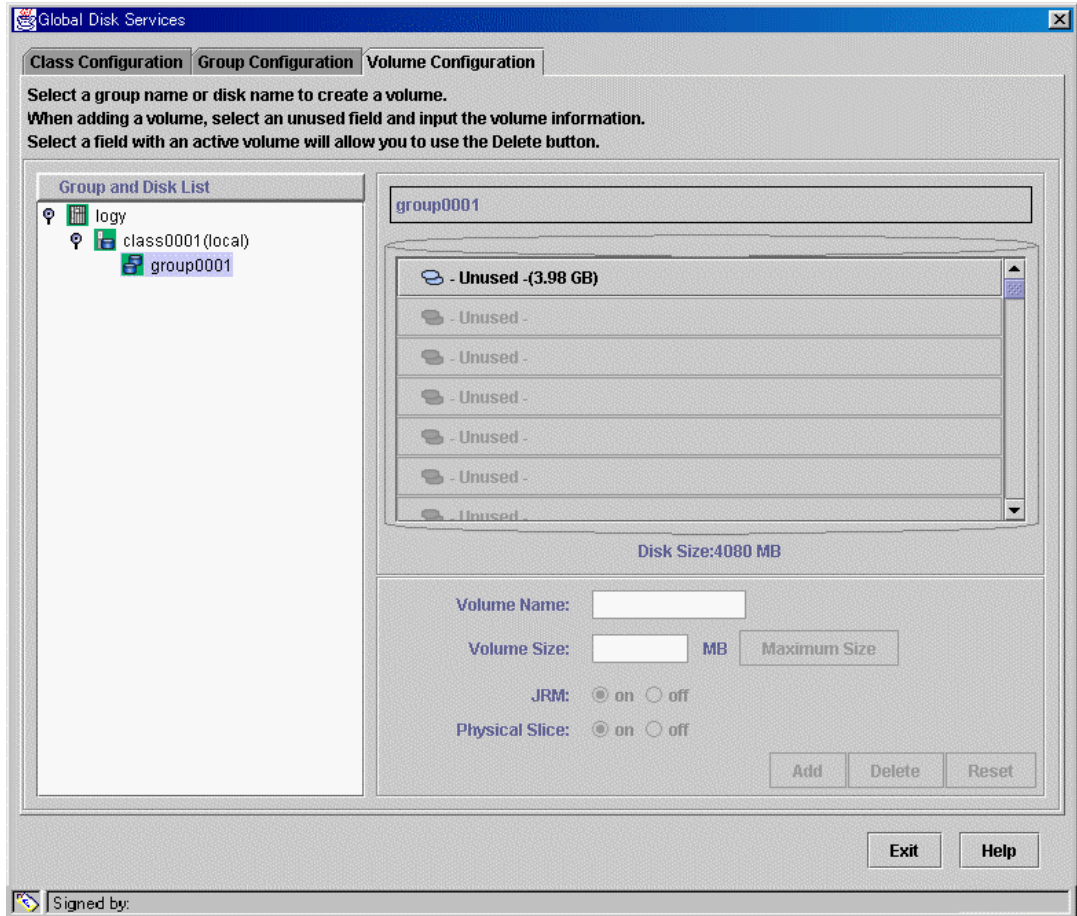 Global Disk Services
Class Configuration Group Configuration Volume Configuration
Select a group name or disk name to create a volume.
When adding a volume, select an unused field and input the volume information.
Select a field with an active volume will allow you to use the Delete button.
Group and Disk List
logy
class0001(local)
group0001
group0001
- Unused -(3.98 GB)
- Unused -
- Unused -
- Unused -
- Unused -
- Unused -
- Unused -
Disk Size:4080 MB
Volume Name:
Volume Size: MB Maximum Size
JRM: on off
Physical Slice: on off
Add Delete Reset
Exit Help
Signed by: